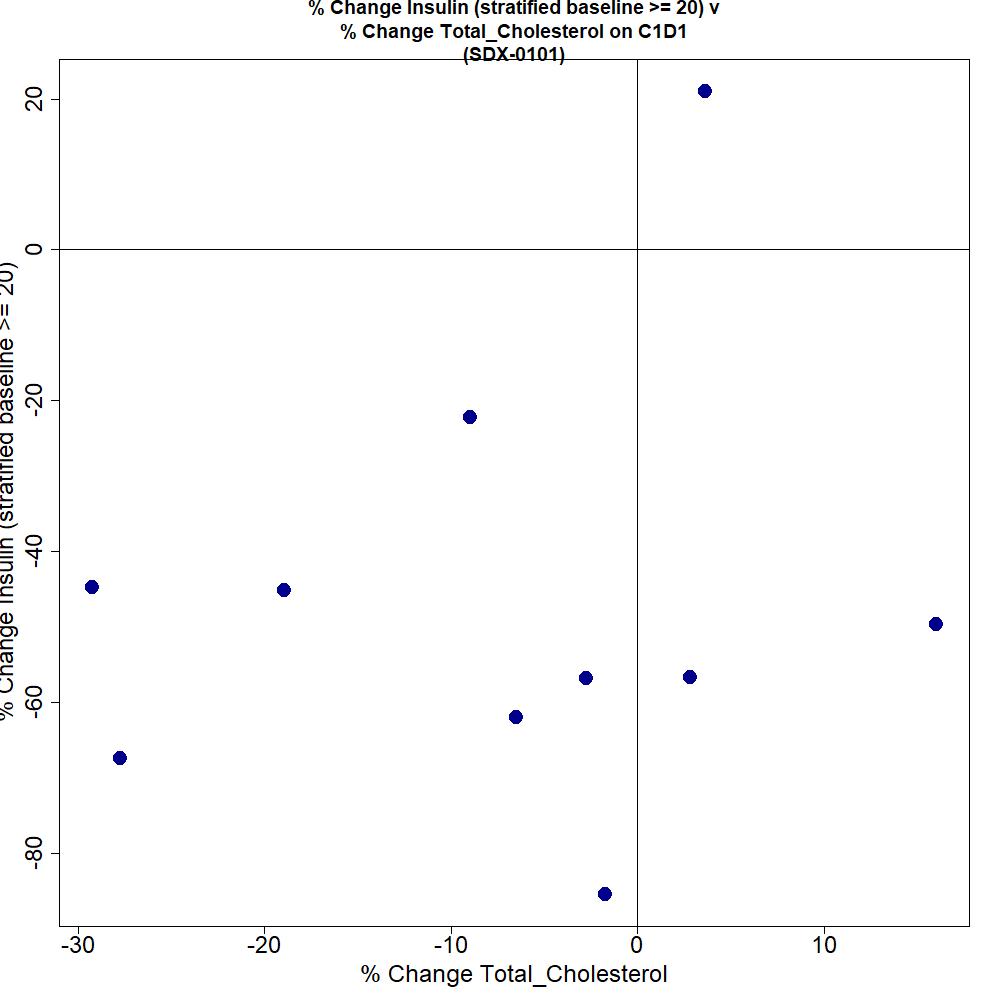 % Change Insulin (stratified baseline >= 20) v
% Change Total_Cholesterol on C1D1
(SDX-0101)
20
0
-20
-40
-60
-80
% Change Insulin (stratified baseline >= 20)
-30
-20
-10
0
10
% Change Total_Cholesterol